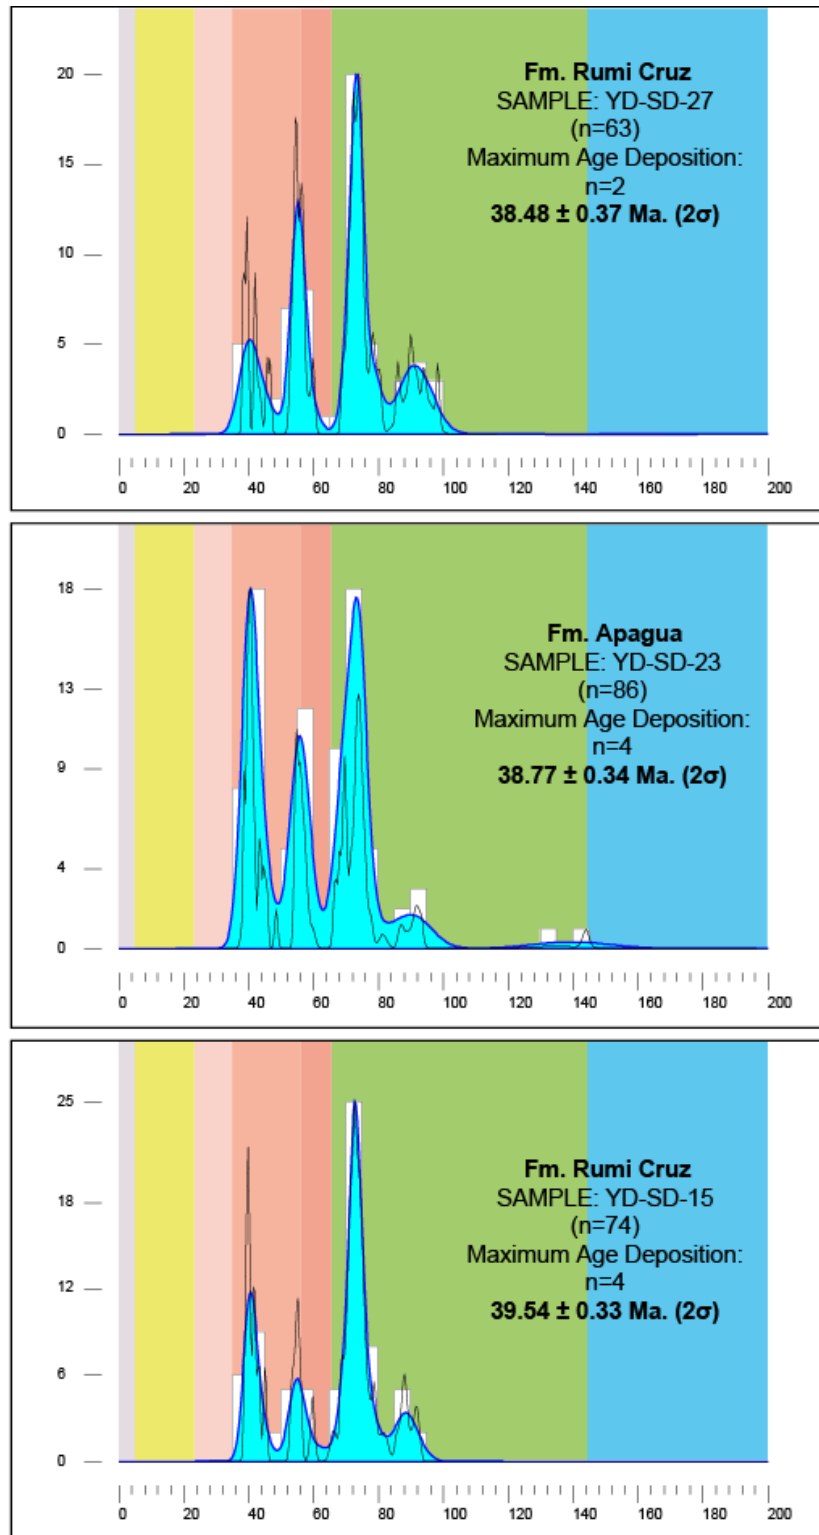 20
15
10
5
0
Fm. Rumi Cruz
SAMPLE: YD-SD-27
(n=63)
Maximum Age Deposition:
n=2
38.48 ± 0.37 Ma. (2σ)
0 20 40 60 80 100 120 140 160 180 200
18
13
9
4
0
Fm. Apagua
SAMPLE: YD-SD-23
(n=86)
Maximum Age Deposition:
n=4
38.77 ± 0.34 Ma. (2σ)
0 20 40 60 80 100 120 140 160 180 200
25
18
12
6
0
Fm. Rumi Cruz
SAMPLE: YD-SD-15
(n=74)
Maximum Age Deposition:
n=4
39.54 ± 0.33 Ma. (2σ)
0 20 40 60 80 100 120 140 160 180 200